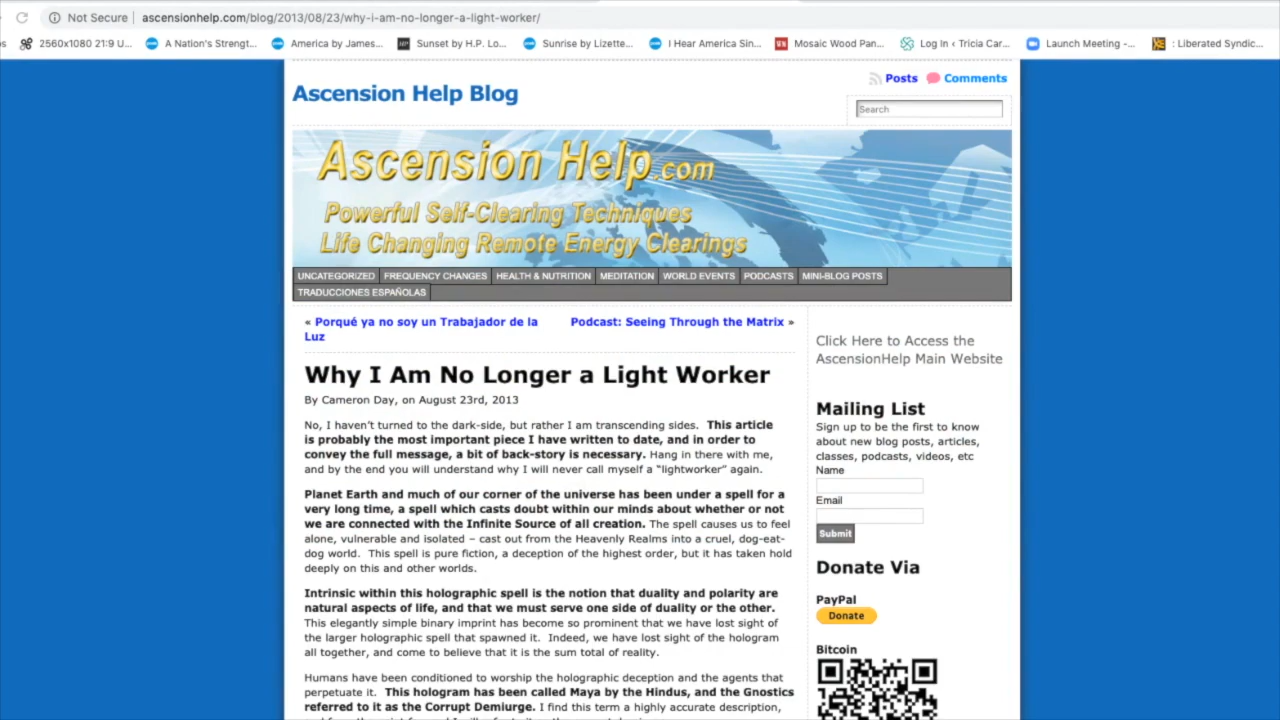 Not Secure
ascensionhelp.com/blog/2013/08/23/why-i-am-no-longer-a-light-worker/
2560x1080 21:9 U...
A Nation's Strengt...
America by James...
Sunset by H.P. Lo...
Sunrise by Lizette...
I Hear America Sin...
Mosaic Wood Pan...
Log In ‹ Tricia Car...
Launch Meeting -...
: Liberated Syndic...
Posts
Comments
Ascension Help Blog
Search
Ascension Help.com
Powerful Self-Clearing Techniques
Life Changing Remote Energy Clearings
UNCATEGORIZED FREQUENCY CHANGES HEALTH & NUTRITION MEDITATION WORLD EVENTS PODCASTS MINI-BLOG POSTS
TRADUCCIONES ESPAÑOLAS
« Porqué ya no soy un Trabajador de la
Luz
Podcast: Seeing Through the Matrix »
Why I Am No Longer a Light Worker
By Cameron Day, on August 23rd, 2013
No, I haven't turned to the dark-side, but rather I am transcending sides. This article
is probably the most important piece I have written to date, and in order to
convey the full message, a bit of back-story is necessary. Hang in there with me,
and by the end you will understand why I will never call myself a "lightworker" again.
Planet Earth and much of our corner of the universe has been under a spell for a
very long time, a spell which casts doubt within our minds about whether or not
we are connected with the Infinite Source of all creation. The spell causes us to feel
alone, vulnerable and isolated – cast out from the Heavenly Realms into a cruel, dog-eat-
dog world. This spell is pure fiction, a deception of the highest order, but it has taken hold
deeply on this and other worlds.
Intrinsic within this holographic spell is the notion that duality and polarity are
natural aspects of life, and that we must serve one side of duality or the other.
This elegantly simple binary imprint has become so prominent that we have lost sight of
the larger holographic spell that spawned it. Indeed, we have lost sight of the hologram
all together, and come to believe that it is the sum total of reality.
Humans have been conditioned to worship the holographic deception and the agents that
perpetuate it. This hologram has been called Maya by the Hindus, and the Gnostics
referred to it as the Corrupt Demiurge. I find this term a highly accurate description,
Click Here to Access the
AscensionHelp Main Website
Mailing List
Sign up to be the first to know
about new blog posts, articles,
classes, podcasts, videos, etc
Name
Email
Submit
Donate Via
PayPal
Donate
Bitcoin